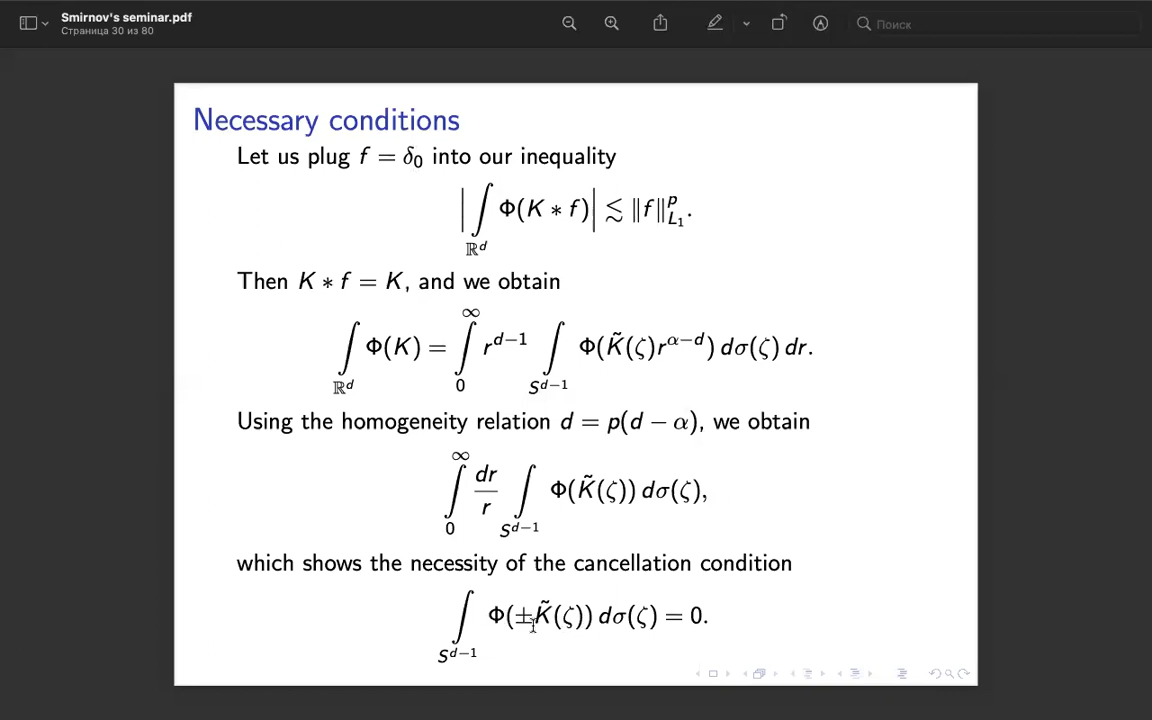 Smirnov's seminar.pdf
Страница 30 из 80
Поиск
Necessary conditions
Let us plug f = δ₀ into our inequality
|∫_{ℝ^d} Φ(K ∗ f)| ≲ ‖f‖^p_{L₁}.
Then K ∗ f = K, and we obtain
∫_{ℝ^d} Φ(K) = ∫_0^∞ r^{d−1} ∫_{S^{d−1}} Φ(K̃(ζ)r^{α−d}) dσ(ζ) dr.
Using the homogeneity relation d = p(d − α), we obtain
∫_0^∞ dr/r ∫_{S^{d−1}} Φ(K̃(ζ)) dσ(ζ),
which shows the necessity of the cancellation condition
∫_{S^{d−1}} Φ(±K̃(ζ)) dσ(ζ) = 0.